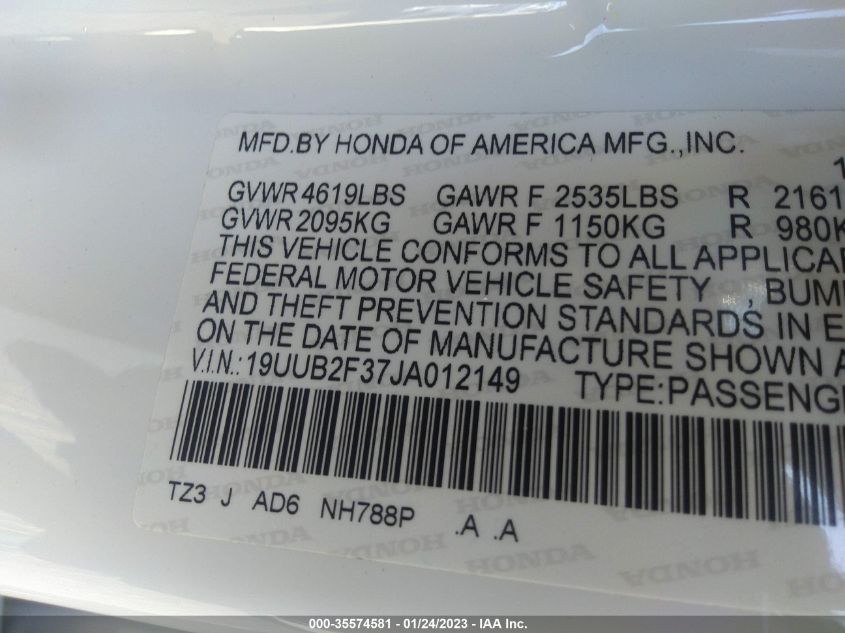 MFD.BY HONDA OF AMERICA MFG.,INC.
GVWR 4619LBS GAWR F 2535LBS R 2161
GVWR 2095KG GAWR F 1150KG R 980K
THIS VEHICLE CONFORMS TO ALL APPLICA
FEDERAL MOTOR VEHICLE SAFETY , BUM
AND THEFT PREVENTION STANDARDS IN E
ON THE DATE OF MANUFACTURE SHOWN A
V.I.N.:19UUB2F37JA012149 TYPE:PASSENG
TZ3 J AD6 NH788P .A .A
000-35574581 - 01/24/2023 - IAA Inc.